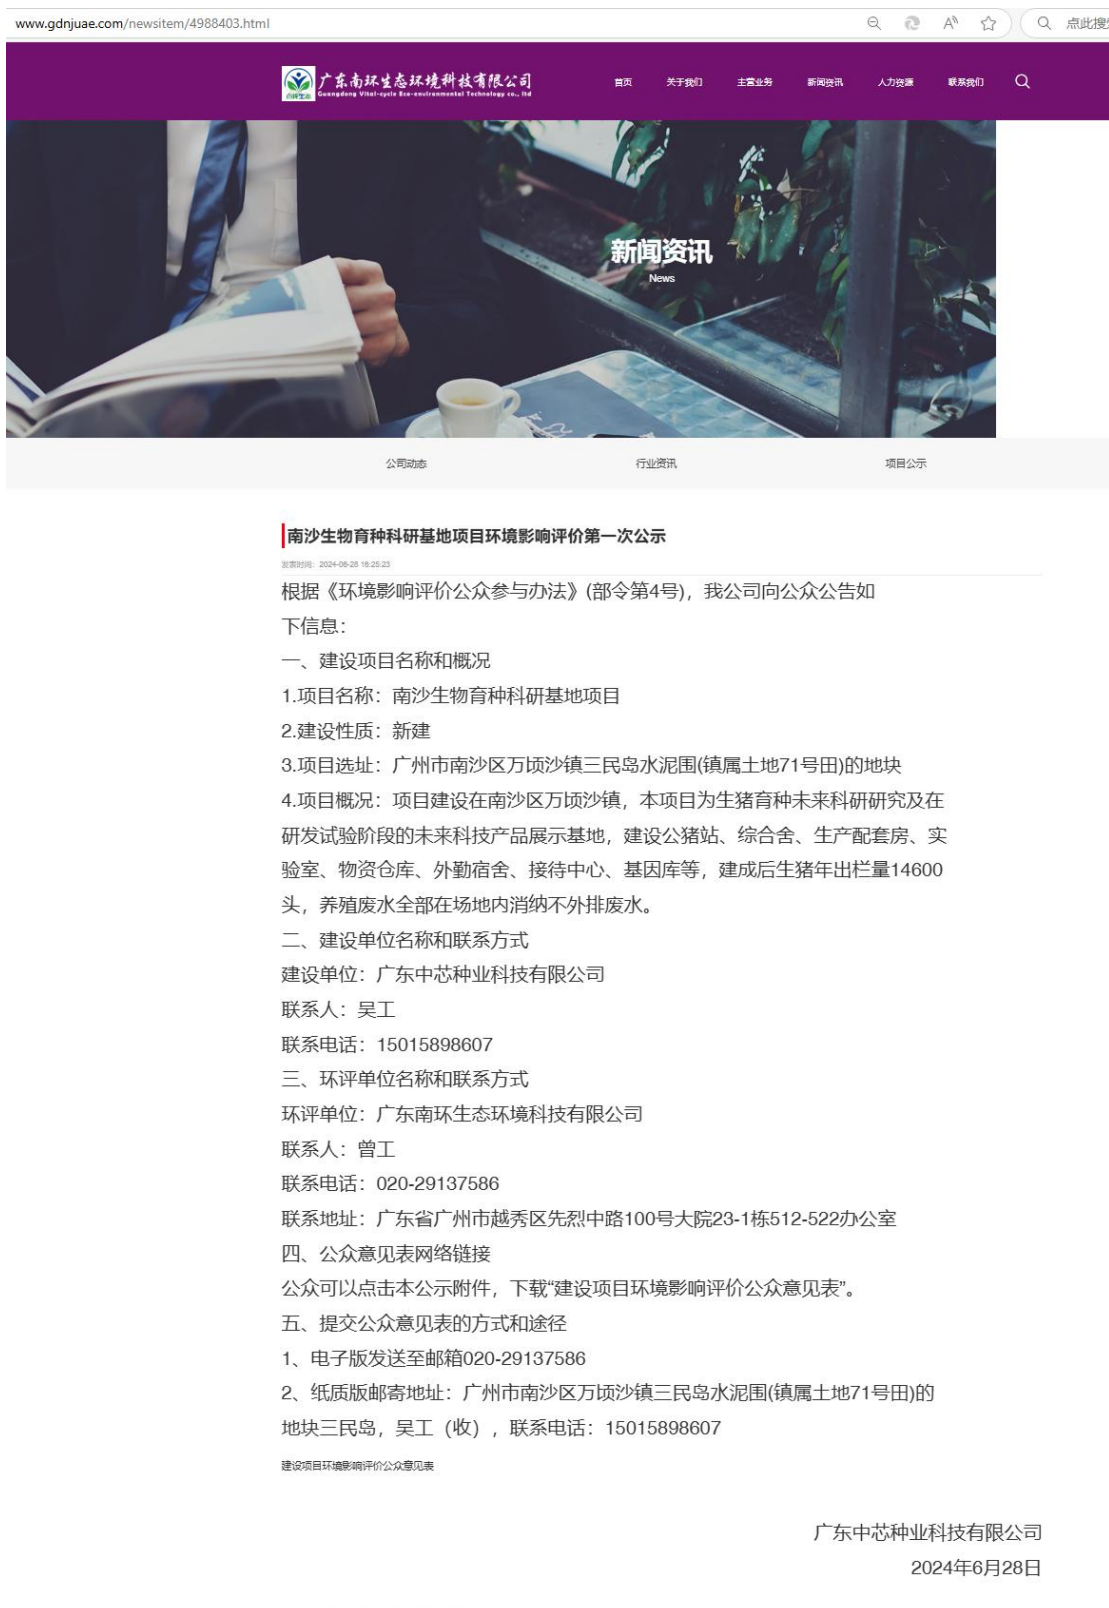 www.gdnjuae.com/newsitem/4988403.html
点此搜
广东南环生态环境科技有限公司
Guangdong Vital-cycle Eco-environmental Technology co., ltd
首页 关于我们 主营业务 新闻资讯 人力资源 联系我们
新闻资讯
News
公司动态 行业资讯 项目公示
南沙生物育种科研基地项目环境影响评价第一次公示
发表时间：2024-06-28 16:25:23
根据《环境影响评价公众参与办法》(部令第4号)，我公司向公众公告如
下信息：
一、建设项目名称和概况
1.项目名称：南沙生物育种科研基地项目
2.建设性质：新建
3.项目选址：广州市南沙区万顷沙镇三民岛水泥围(镇属土地71号田)的地块
4.项目概况：项目建设在南沙区万顷沙镇，本项目为生猪育种未来科研研究及在
研发试验阶段的未来科技产品展示基地，建设公猪站、综合舍、生产配套房、实
验室、物资仓库、外勤宿舍、接待中心、基因库等，建成后生猪年出栏量14600
头，养殖废水全部在场地内消纳不外排废水。
二、建设单位名称和联系方式
建设单位：广东中芯种业科技有限公司
联系人：吴工
联系电话：15015898607
三、环评单位名称和联系方式
环评单位：广东南环生态环境科技有限公司
联系人：曾工
联系电话：020-29137586
联系地址：广东省广州市越秀区先烈中路100号大院23-1栋512-522办公室
四、公众意见表网络链接
公众可以点击本公示附件，下载“建设项目环境影响评价公众意见表”。
五、提交公众意见表的方式和途径
1、电子版发送至邮箱020-29137586
2、纸质版邮寄地址：广州市南沙区万顷沙镇三民岛水泥围(镇属土地71号田)的
地块三民岛，吴工（收），联系电话：15015898607
建设项目环境影响评价公众意见表
广东中芯种业科技有限公司
2024年6月28日